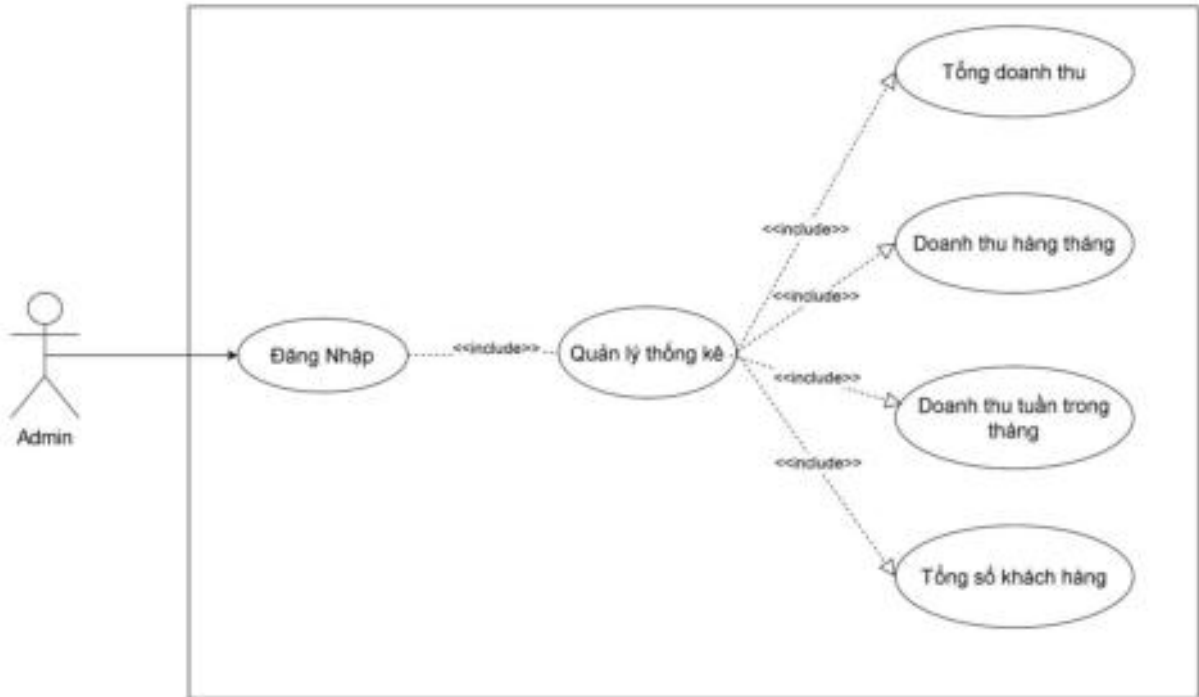 Tổng doanh thu
<<include>>
Doanh thu hàng tháng
<<include>>
Đăng Nhập
<<include>>
Quản lý thống kê
<<include>>
Doanh thu tuần trong
tháng
Admin
<<include>>
Tổng số khách hàng